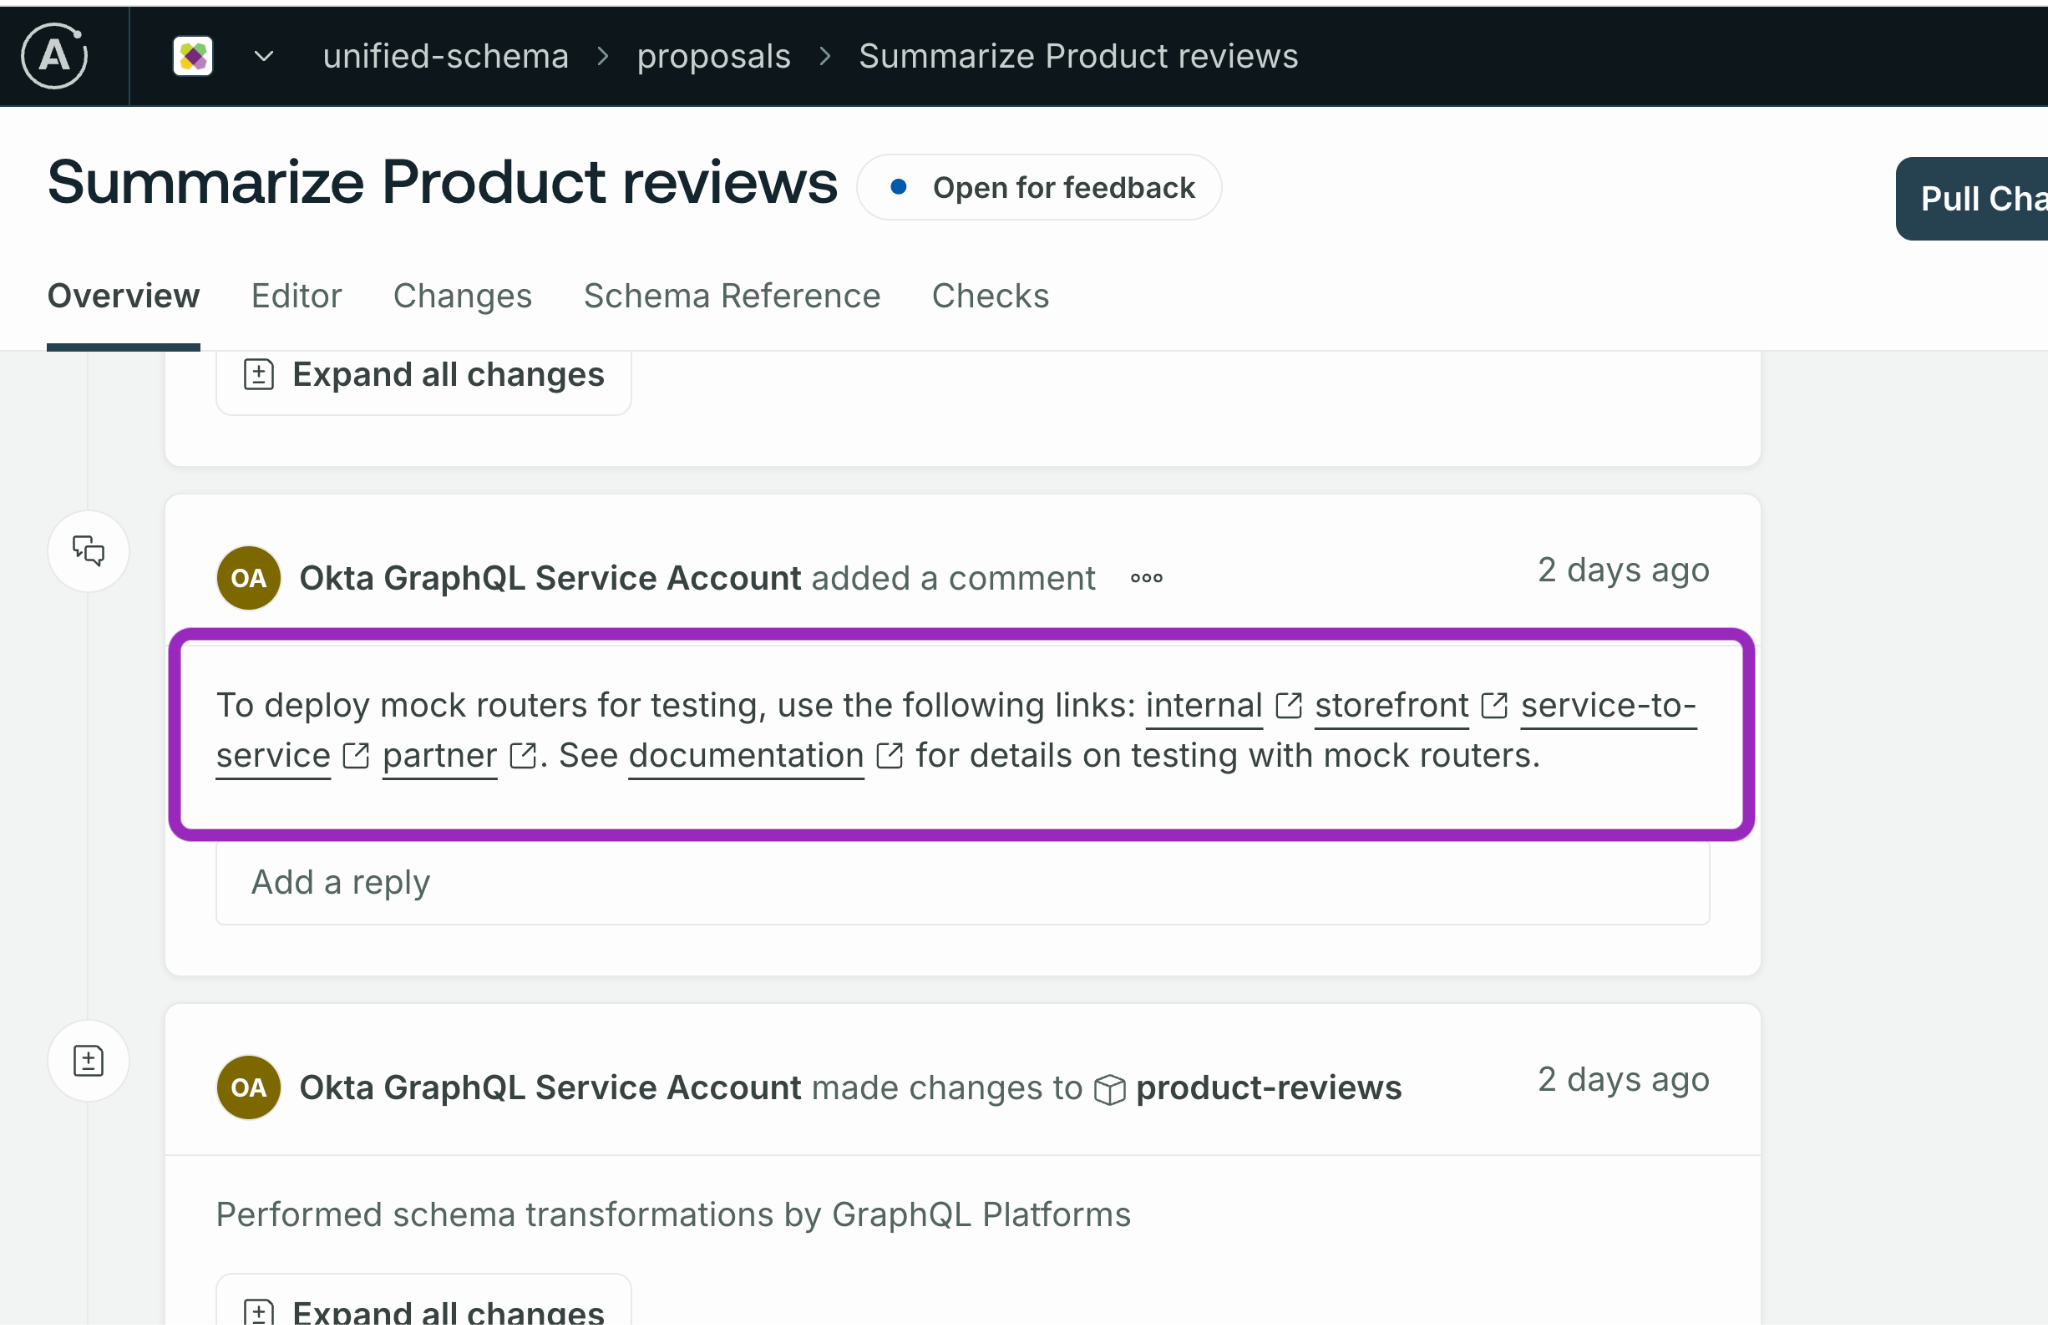 A
unified-schema > proposals > Summarize Product reviews
Summarize Product reviews
Open for feedback
Pull Cha
Overview
Editor
Changes
Schema Reference
Checks
Expand all changes
OA
Okta GraphQL Service Account added a comment
2 days ago
To deploy mock routers for testing, use the following links: internal storefront service-to-
service partner . See documentation for details on testing with mock routers.
Add a reply
OA
Okta GraphQL Service Account made changes to product-reviews
2 days ago
Performed schema transformations by GraphQL Platforms
Expand all changes